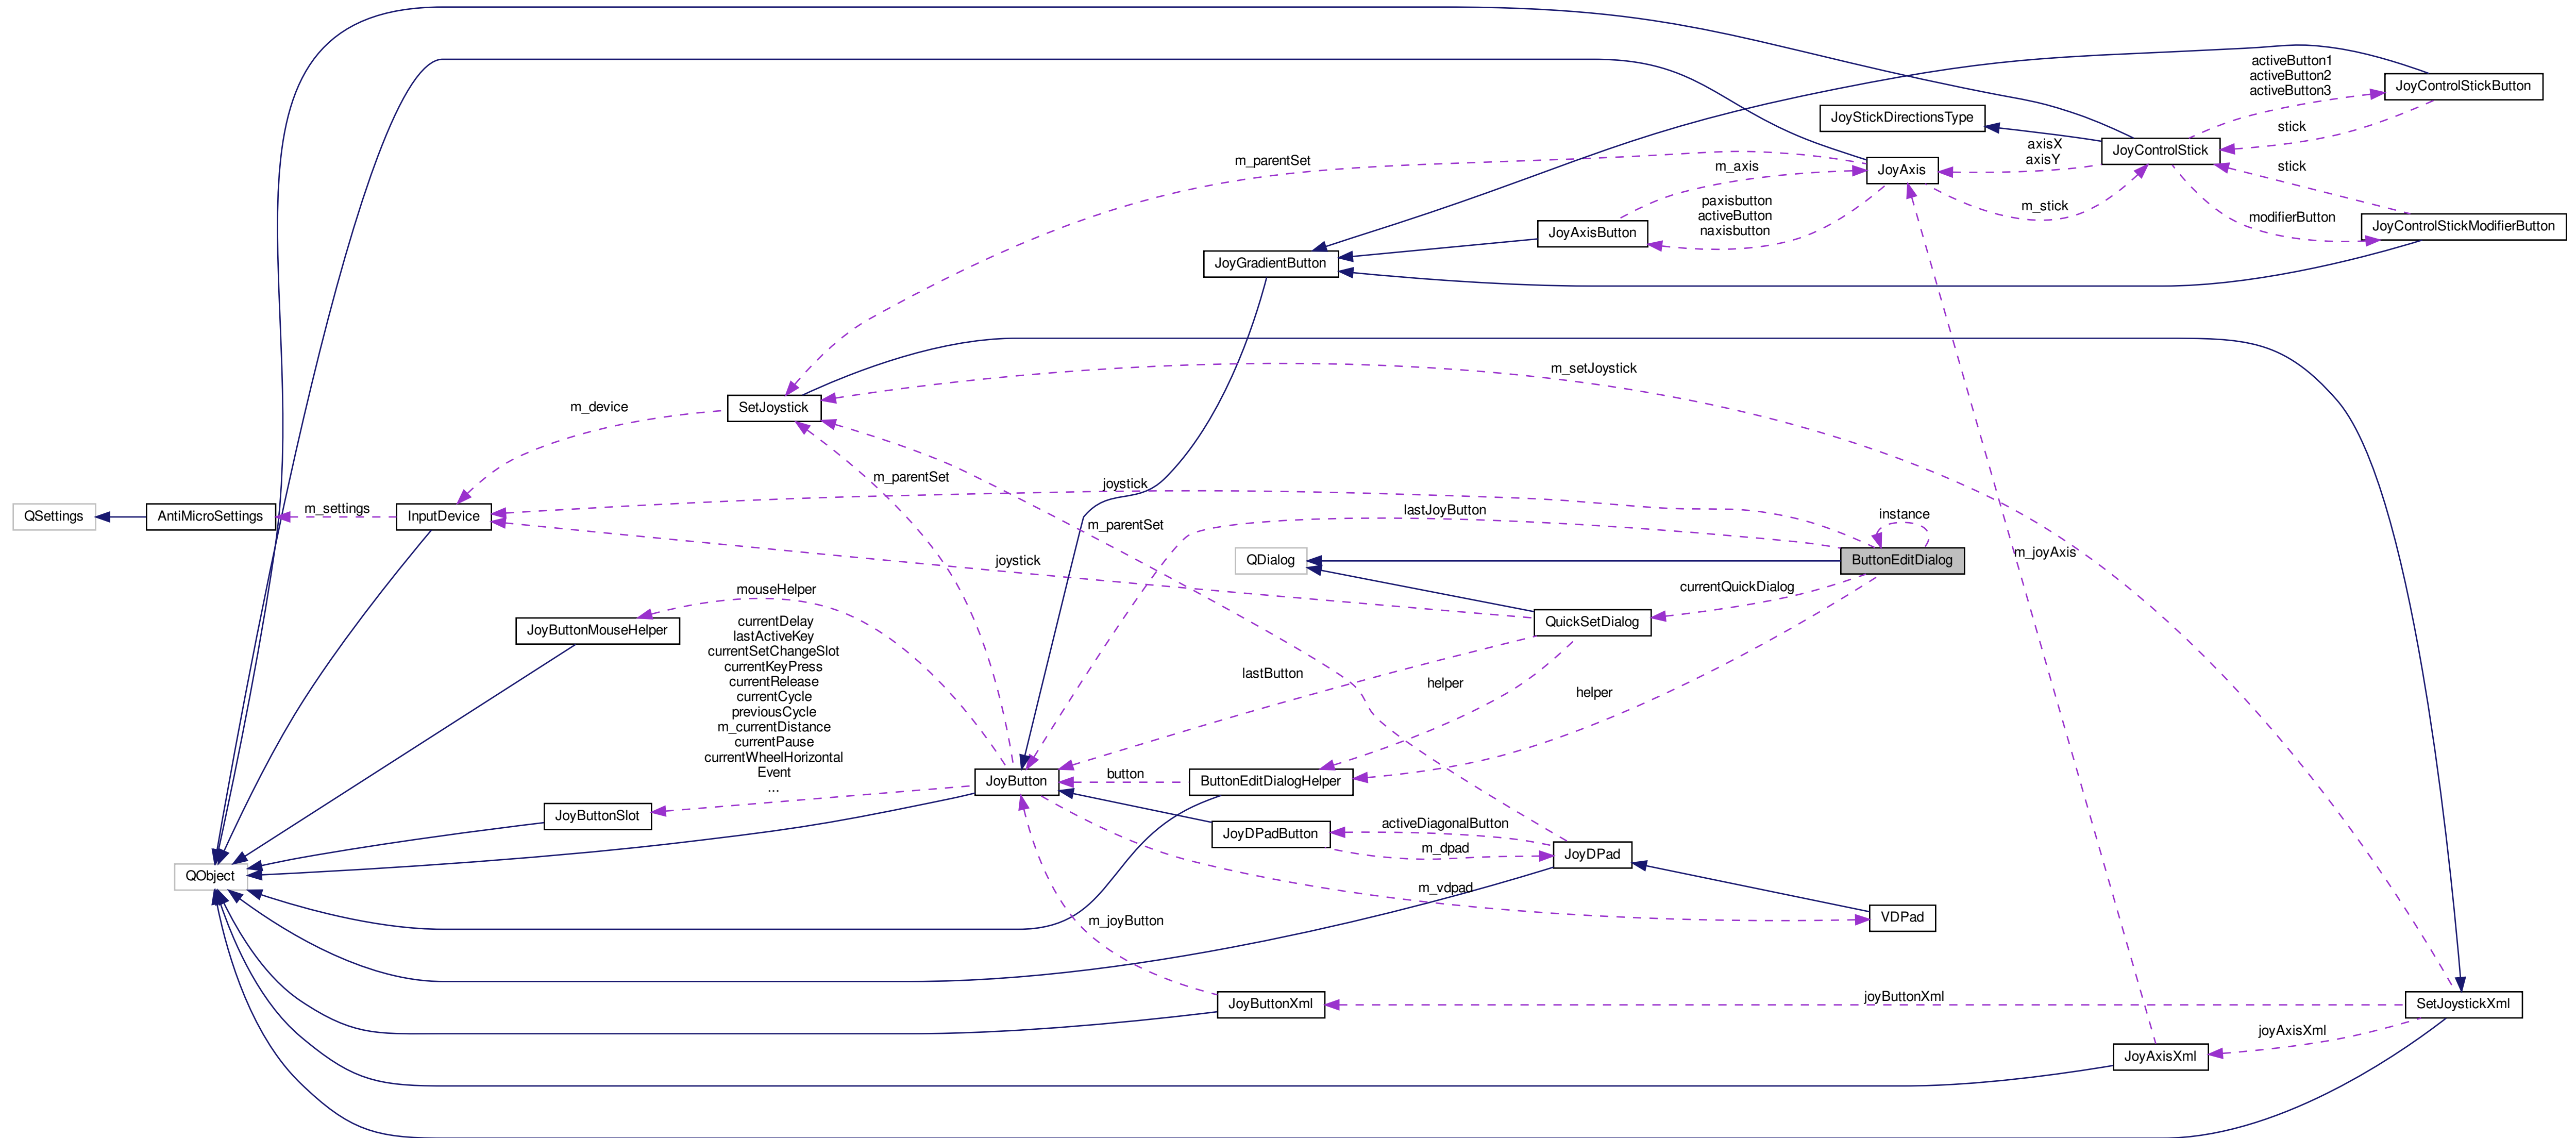 activeButton1
activeButton2
activeButton3
JoyControlStickButton
JoyStickDirectionsType
stick
axisX
axisY
JoyControlStick
m_parentSet
m_axis
JoyAxis
stick
paxisbutton
activeButton
naxisbutton
m_stick
modifierButton
JoyControlStickModifierButton
JoyAxisButton
JoyGradientButton
m_setJoystick
SetJoystick
m_device
m_parentSet
joystick
QSettings
AntiMicroSettings
m_settings
InputDevice
lastJoyButton
instance
m_parentSet
m_joyAxis
joystick
QDialog
ButtonEditDialog
currentQuickDialog
mouseHelper
JoyButtonMouseHelper
QuickSetDialog
currentDelay
lastActiveKey
currentSetChangeSlot
currentKeyPress
currentRelease
currentCycle
previousCycle
m_currentDistance
currentPause
currentWheelHorizontal
Event
...
lastButton
helper
helper
JoyButton
button
ButtonEditDialogHelper
JoyButtonSlot
JoyDPadButton
activeDiagonalButton
m_dpad
JoyDPad
QObject
m_vdpad
VDPad
m_joyButton
JoyButtonXml
joyButtonXml
SetJoystickXml
joyAxisXml
JoyAxisXml